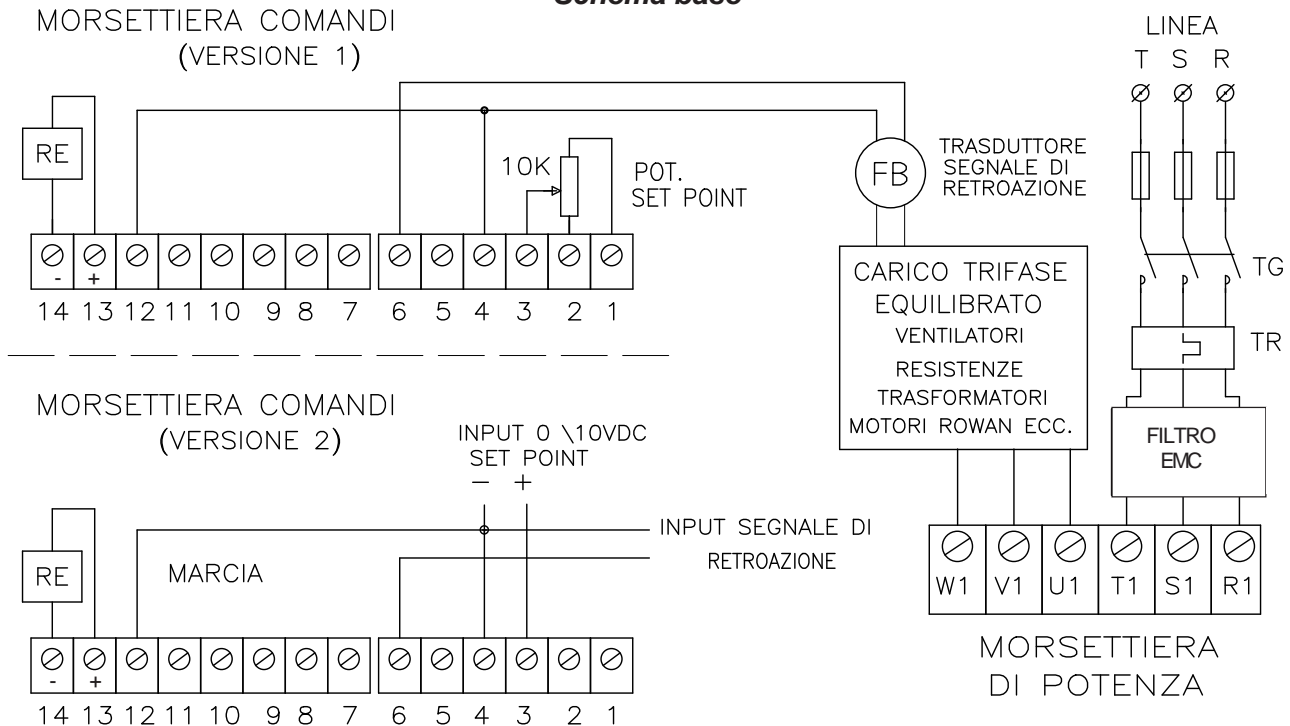 Schema base
MORSETTIERA COMANDI
(VERSIONE 1)
RE
10K
POT.
SET POINT
- +
14 13 12 11 10 9 8 7 6 5 4 3 2 1
FB
TRASDUTTORE
SEGNALE DI
RETROAZIONE
CARICO TRIFASE
EQUILIBRATO
VENTILATORI
RESISTENZE
TRASFORMATORI
MOTORI ROWAN ECC.
LINEA
T S R
TG
TR
FILTRO
EMC
W1 V1 U1 T1 S1 R1
MORSETTIERA
DI POTENZA
MORSETTIERA COMANDI
(VERSIONE 2)
INPUT 0 \10VDC
SET POINT
- +
INPUT SEGNALE DI
RETROAZIONE
RE
MARCIA
- +
14 13 12 11 10 9 8 7 6 5 4 3 2 1